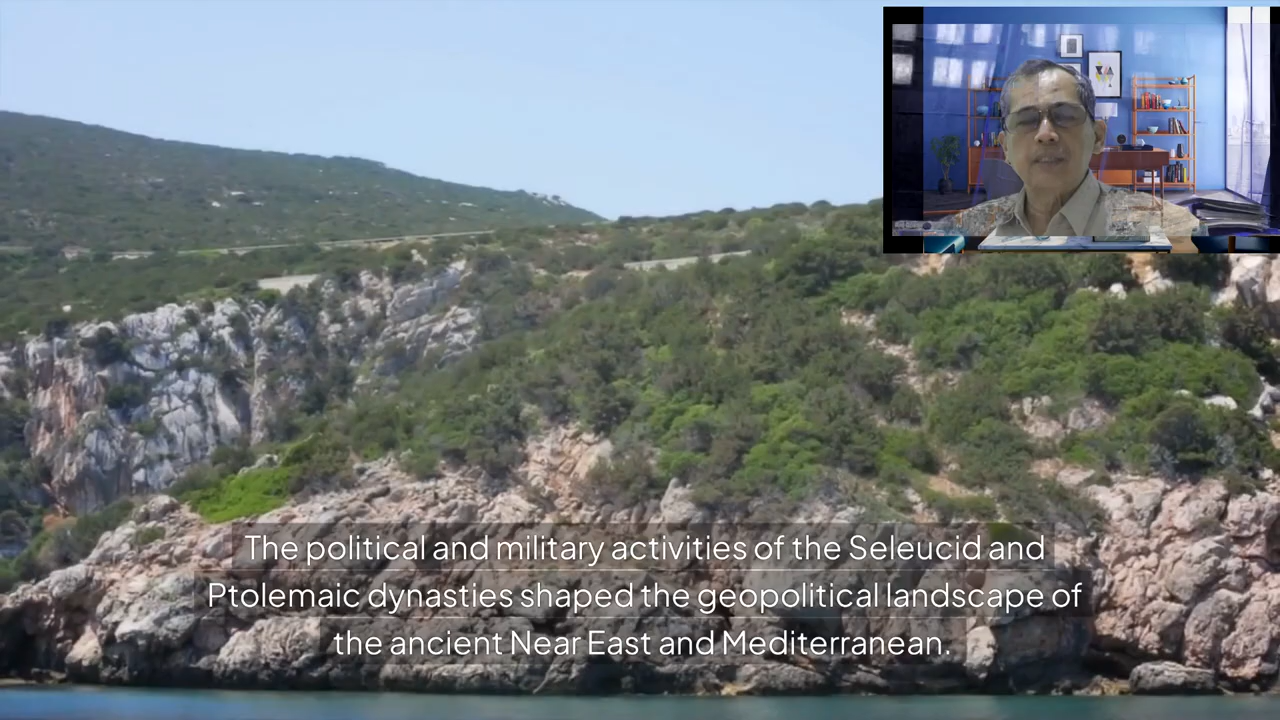 The political and military activities of the Seleucid and
Ptolemaic dynasties shaped the geopolitical landscape of
the ancient Near East and Mediterranean.